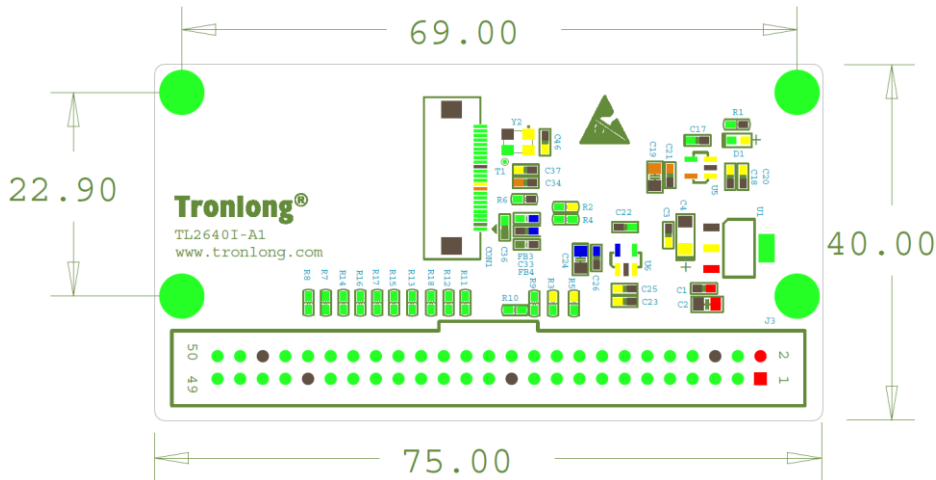 69.00
22.90
40.00
75.00
Tronlong®
TL2640I-A1
www.tronlong.com
Y2
C46
T1
C37
C34
R6
R2
R4
C36
FB3
C33
FB4
CON1
C22
C24
C26
U6
C25
C23
R1
C17
D1
+
C19
C21
U5
C18
C20
C3
C4
+
U1
C1
C2
+
J3
R8
R7
R14
R16
R17
R15
R13
R18
R12
R11
R10
R9
R3
R5
50
49
2
1